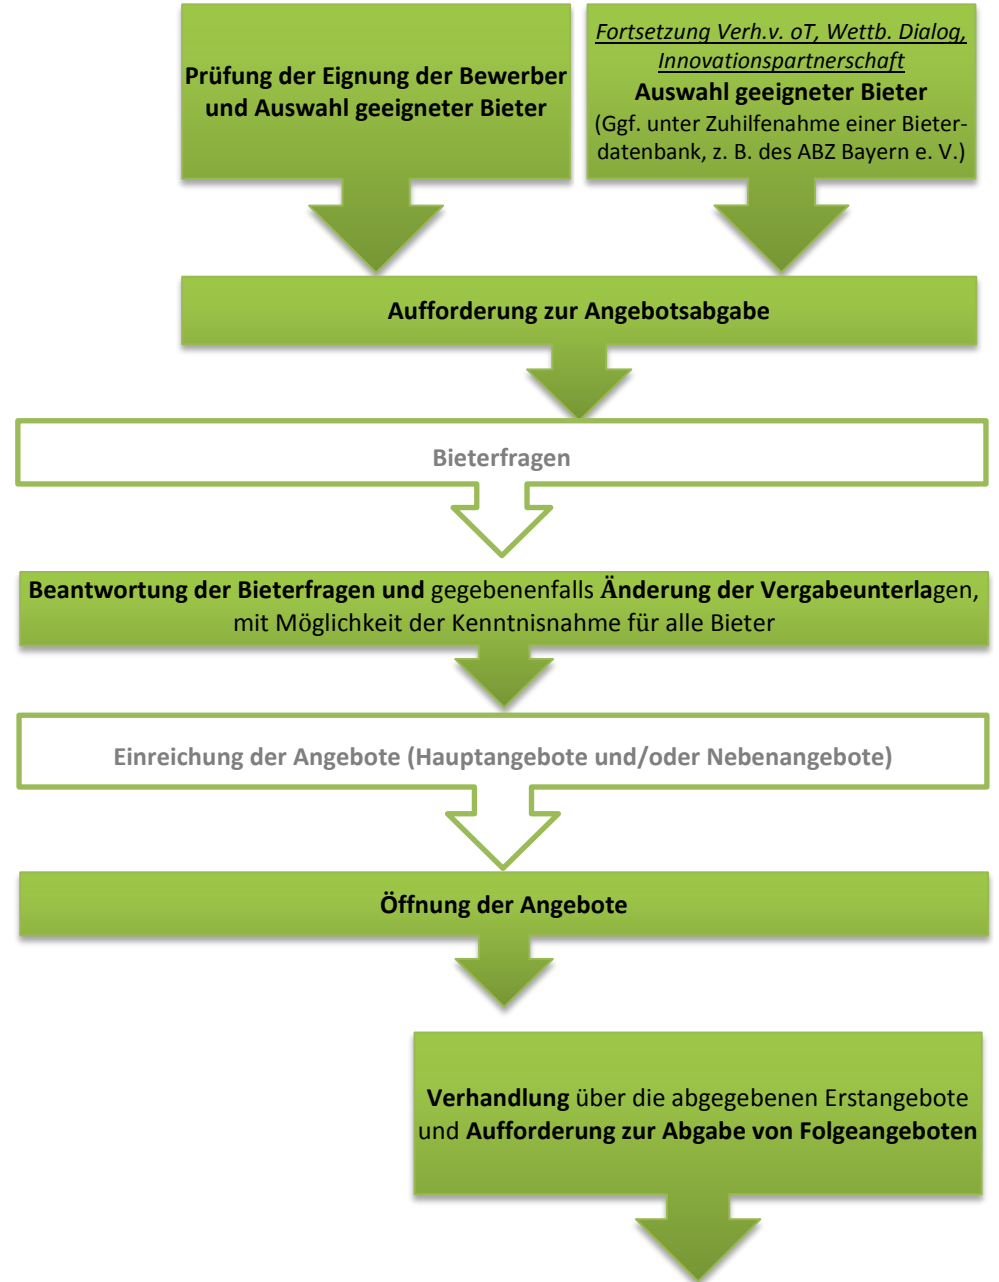 Prüfung der Eignung der Bewerber
und Auswahl geeigneter Bieter
Fortsetzung Verh.v. oT, Wettb. Dialog,
Innovationspartnerschaft
Auswahl geeigneter Bieter
(Ggf. unter Zuhilfenahme einer Bieter-
datenbank, z. B. des ABZ Bayern e. V.)
Aufforderung zur Angebotsabgabe
Bieterfragen
Beantwortung der Bieterfragen und gegebenenfalls Änderung der Vergabeunterlagen,
mit Möglichkeit der Kenntnisnahme für alle Bieter
Einreichung der Angebote (Hauptangebote und/oder Nebenangebote)
Öffnung der Angebote
Verhandlung über die abgegebenen Erstangebote
und Aufforderung zur Abgabe von Folgeangeboten